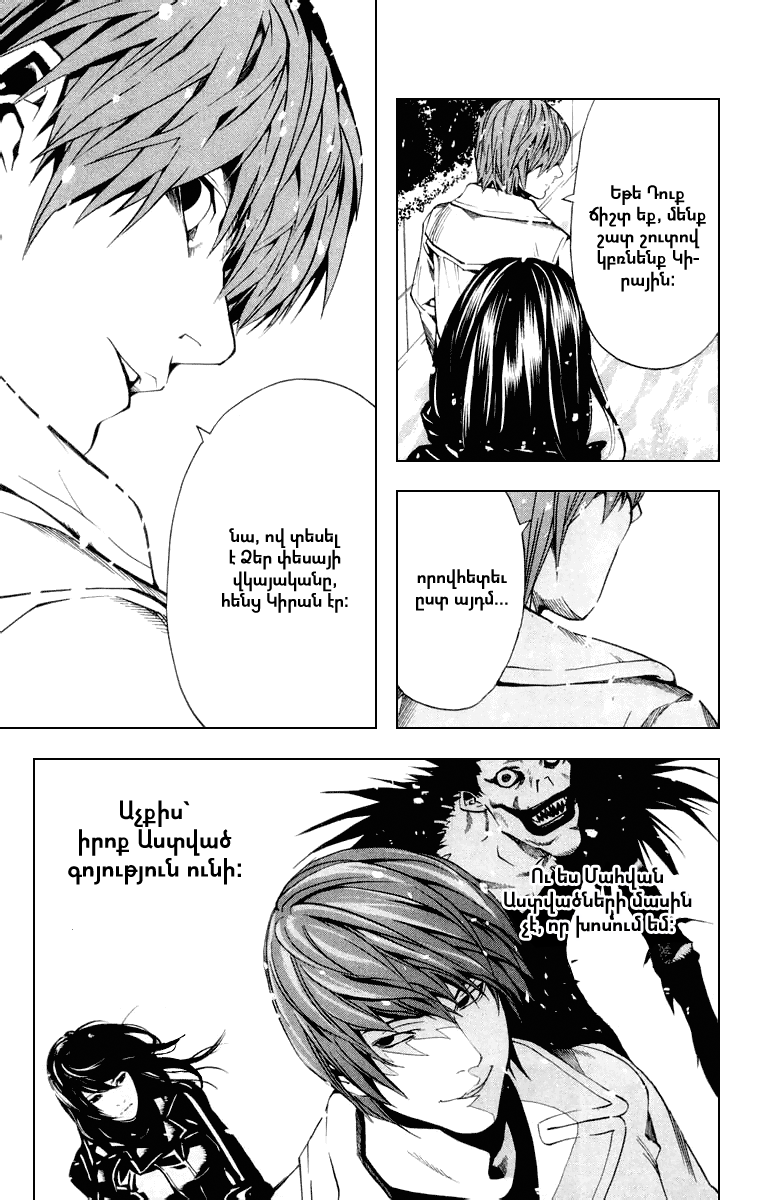 Եթե Դուք
ճիշտ եք, մենք
շատ շուտով
կբռնենք Կի-
րային:
որովհետեւ
ըստ այդմ...
նա, ով տեսել
է Ձեր փեսայի
վկայականը,
հենց Կիրան էր:
Աչքիս՝
իրոք Աստված
գոյություն ունի:
Ու ես Մահվան
Աստվածների մասին
չէ, որ խոսում եմ: